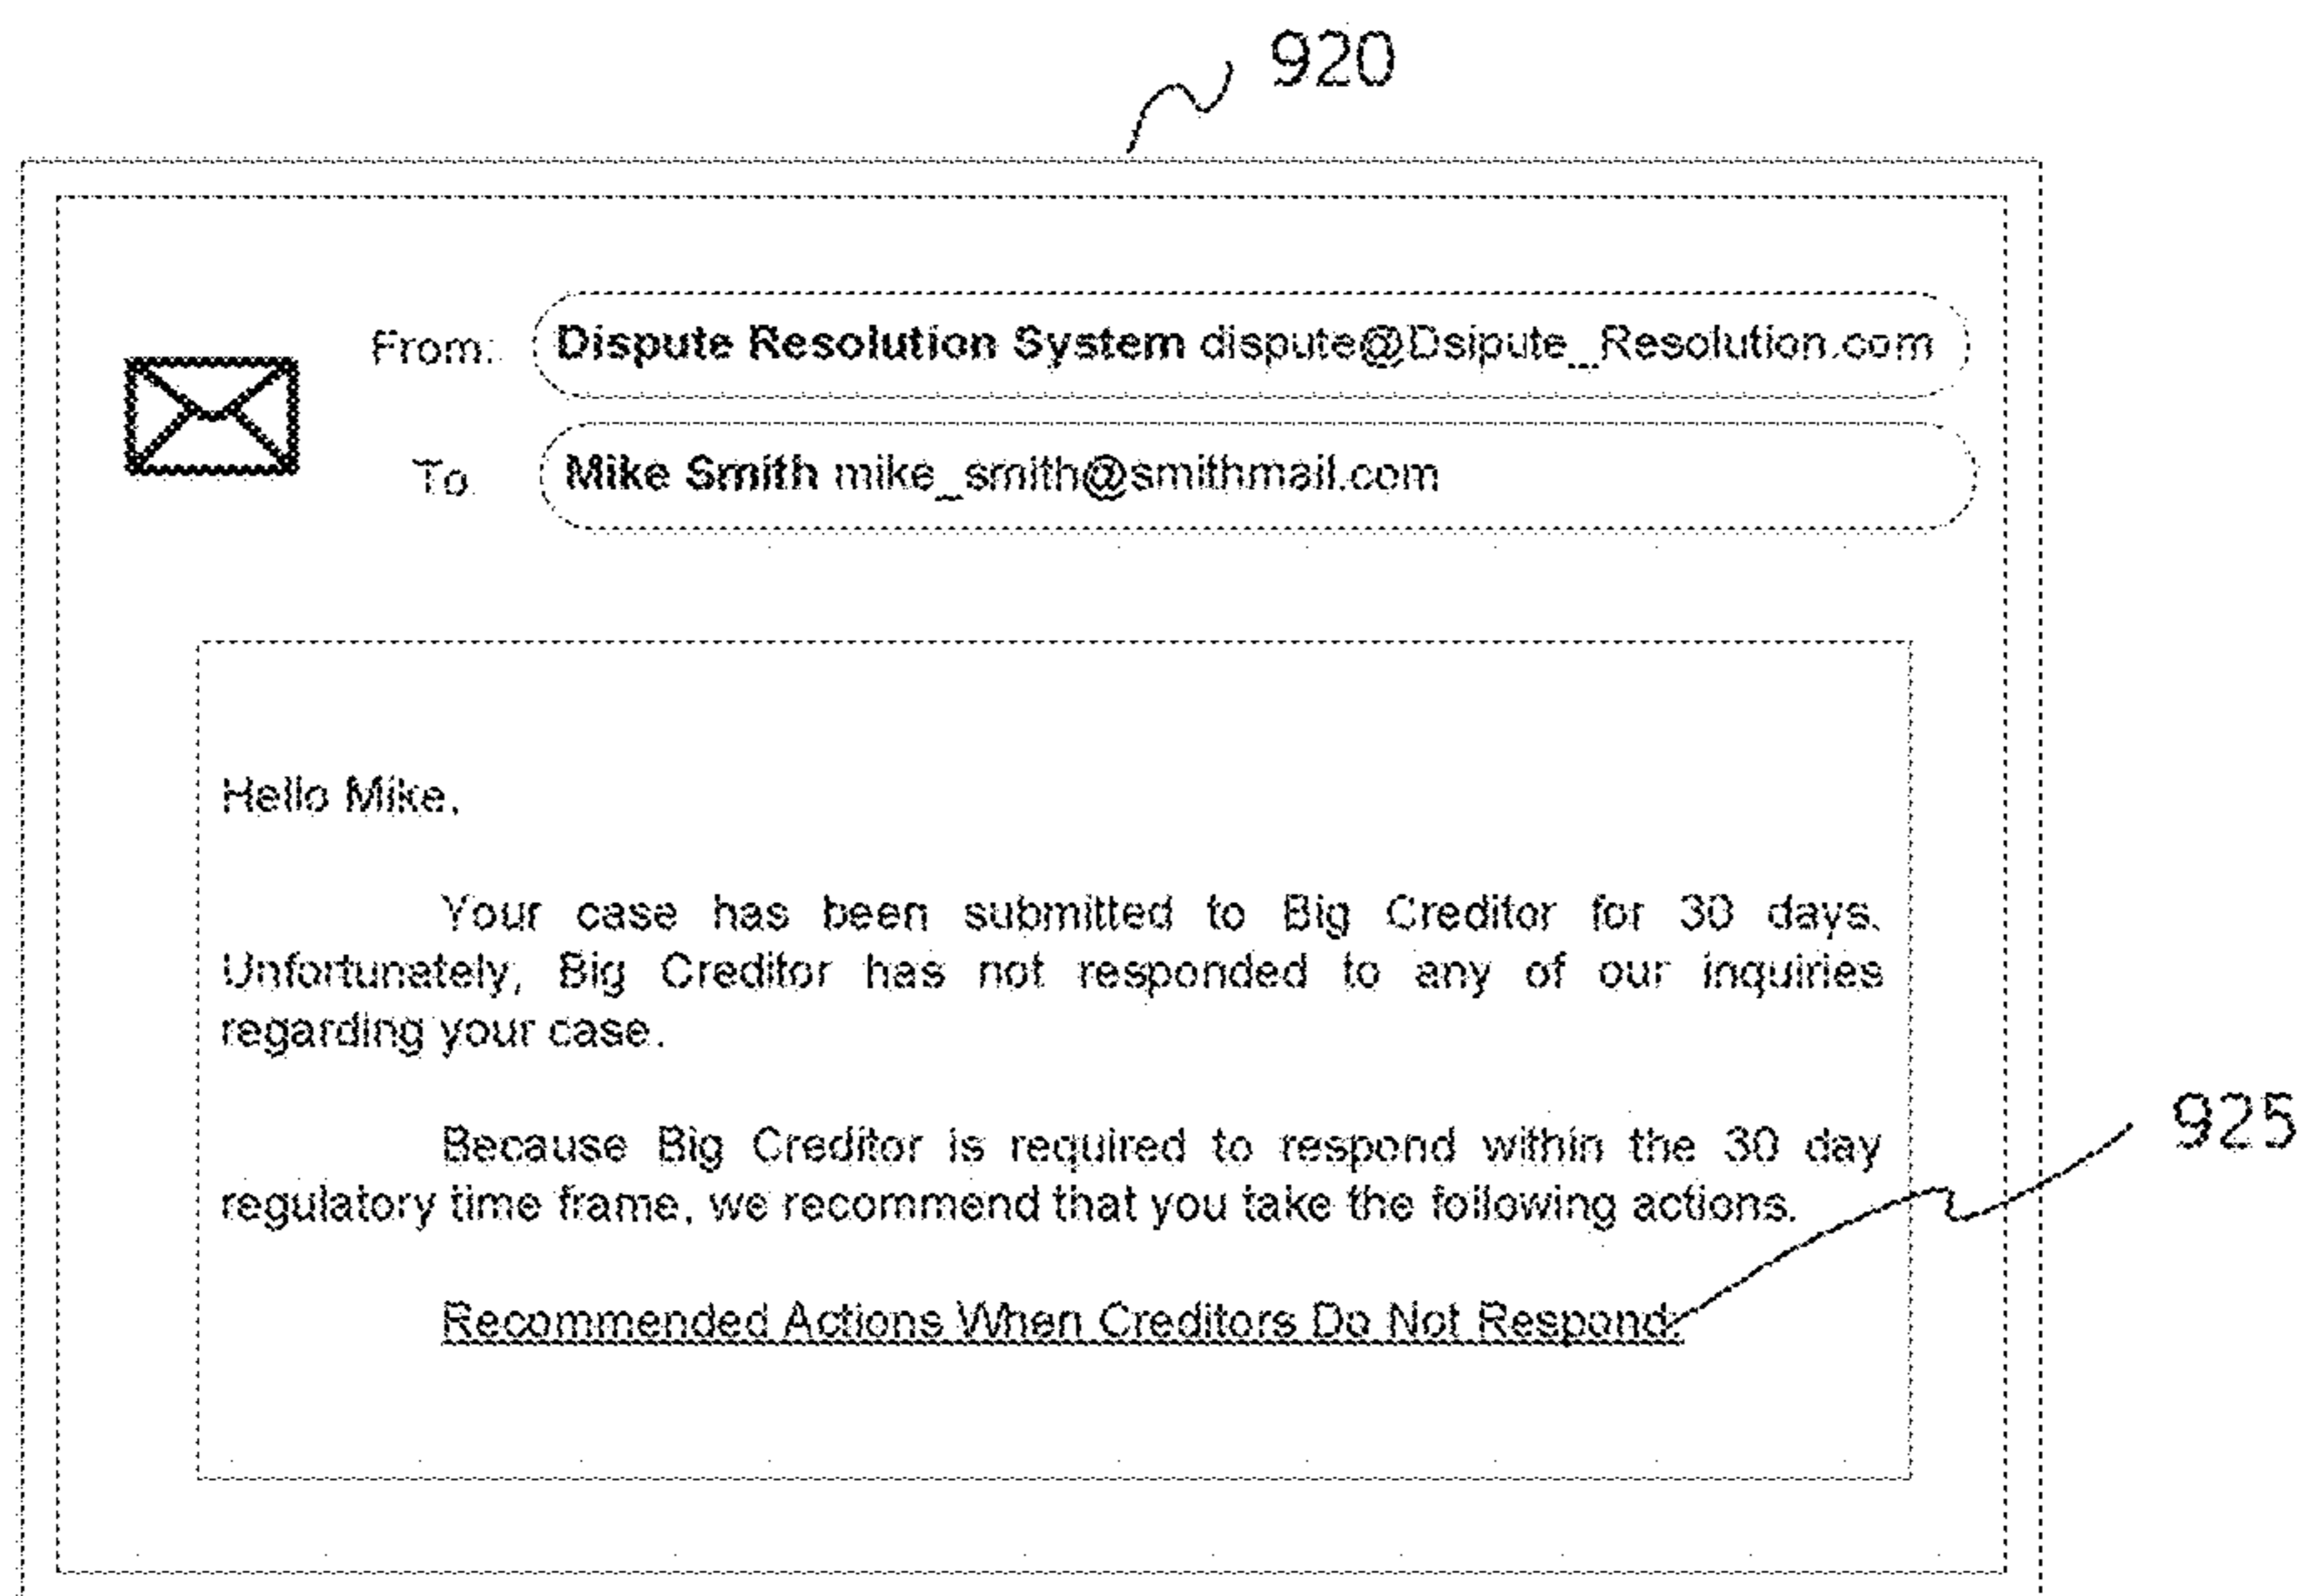 920
From: Dispute Resolution System dispute@Dsipute_Resolution.com
To Mike Smith mike_smith@smithmail.com
Hello Mike,
Your case has been submitted to Big Creditor for 30 days.
Unfortunately, Big Creditor has not responded to any of our inquiries
regarding your case.
Because Big Creditor is required to respond within the 30 day
925
regulatory time frame, we recommend that you take the following actions.
Recommended Actions When Creditors Do Not Respond.